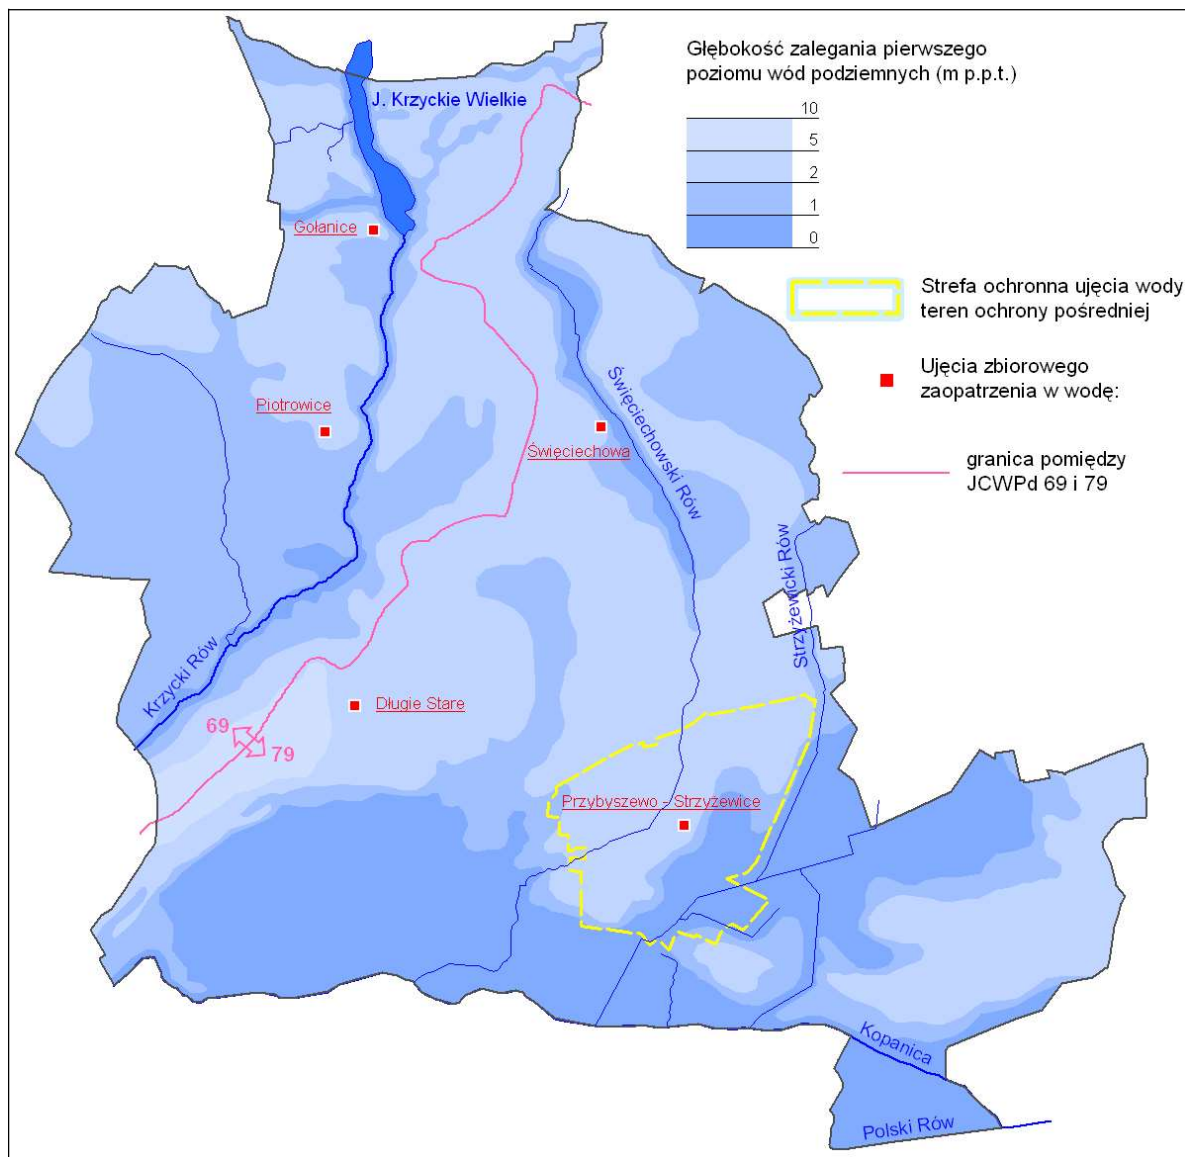 Głębokość zalegania pierwszego
poziomu wód podziemnych (m p.p.t.)
10
5
2
1
0
J. Krzyckie Wielkie
Gołanice
Strefa ochronna ujęcia wody
teren ochrony pośredniej
Ujęcia zbiorowego
zaopatrzenia w wodę:
Piotrowice
Święciechowa
Święciechowski Rów
granica pomiędzy
JCWPd 69 i 79
Strzyżewicki Rów
Krzycki Rów
Długie Stare
69
79
Przybyszewo - Strzyżewice
Kopanica
Polski Rów